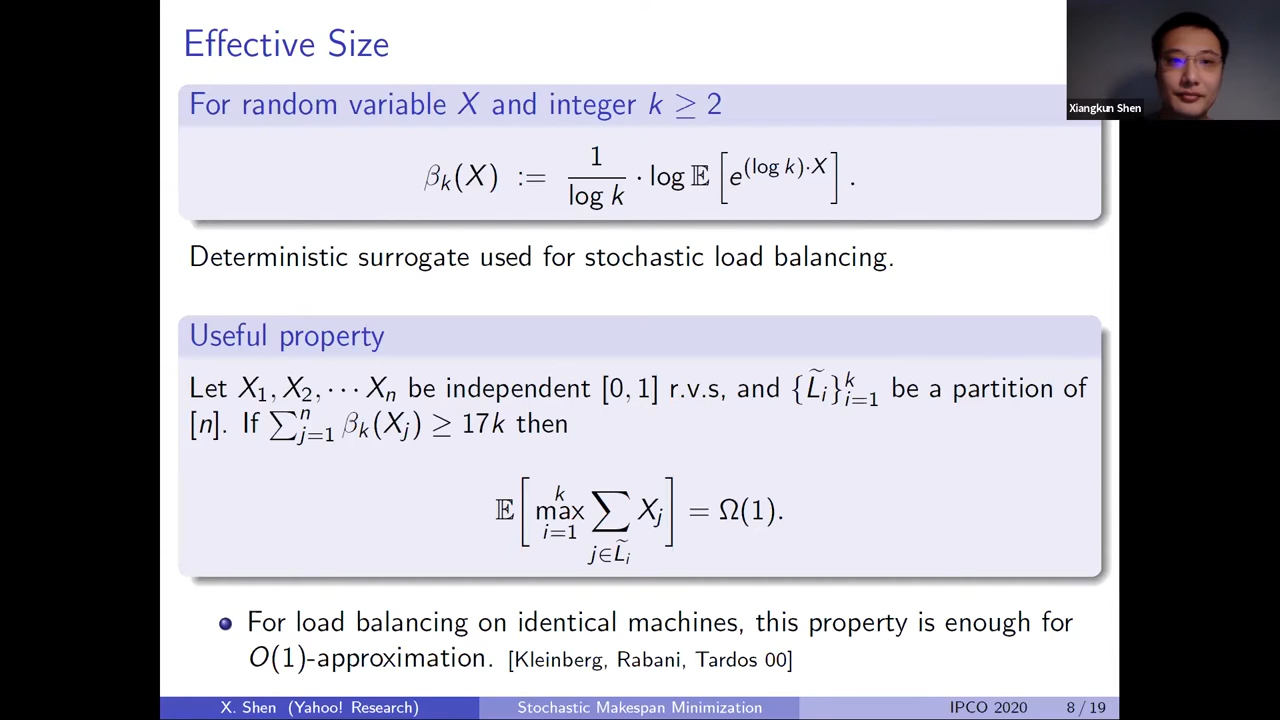 Effective Size
Xiangkun Shen
For random variable X and integer k ≥ 2
β_k(X) := 1/log k · log 𝔼[e^{(log k)·X}].
Deterministic surrogate used for stochastic load balancing.
Useful property
Let X_1, X_2, ⋯ X_n be independent [0, 1] r.v.s, and {L̃_i}_{i=1}^k be a partition of
[n]. If ∑_{j=1}^n β_k(X_j) ≥ 17k then
𝔼[max_{i=1}^k ∑_{j∈L̃_i} X_j] = Ω(1).
For load balancing on identical machines, this property is enough for
O(1)-approximation. [Kleinberg, Rabani, Tardos 00]
X. Shen (Yahoo! Research) Stochastic Makespan Minimization IPCO 2020 8 / 19